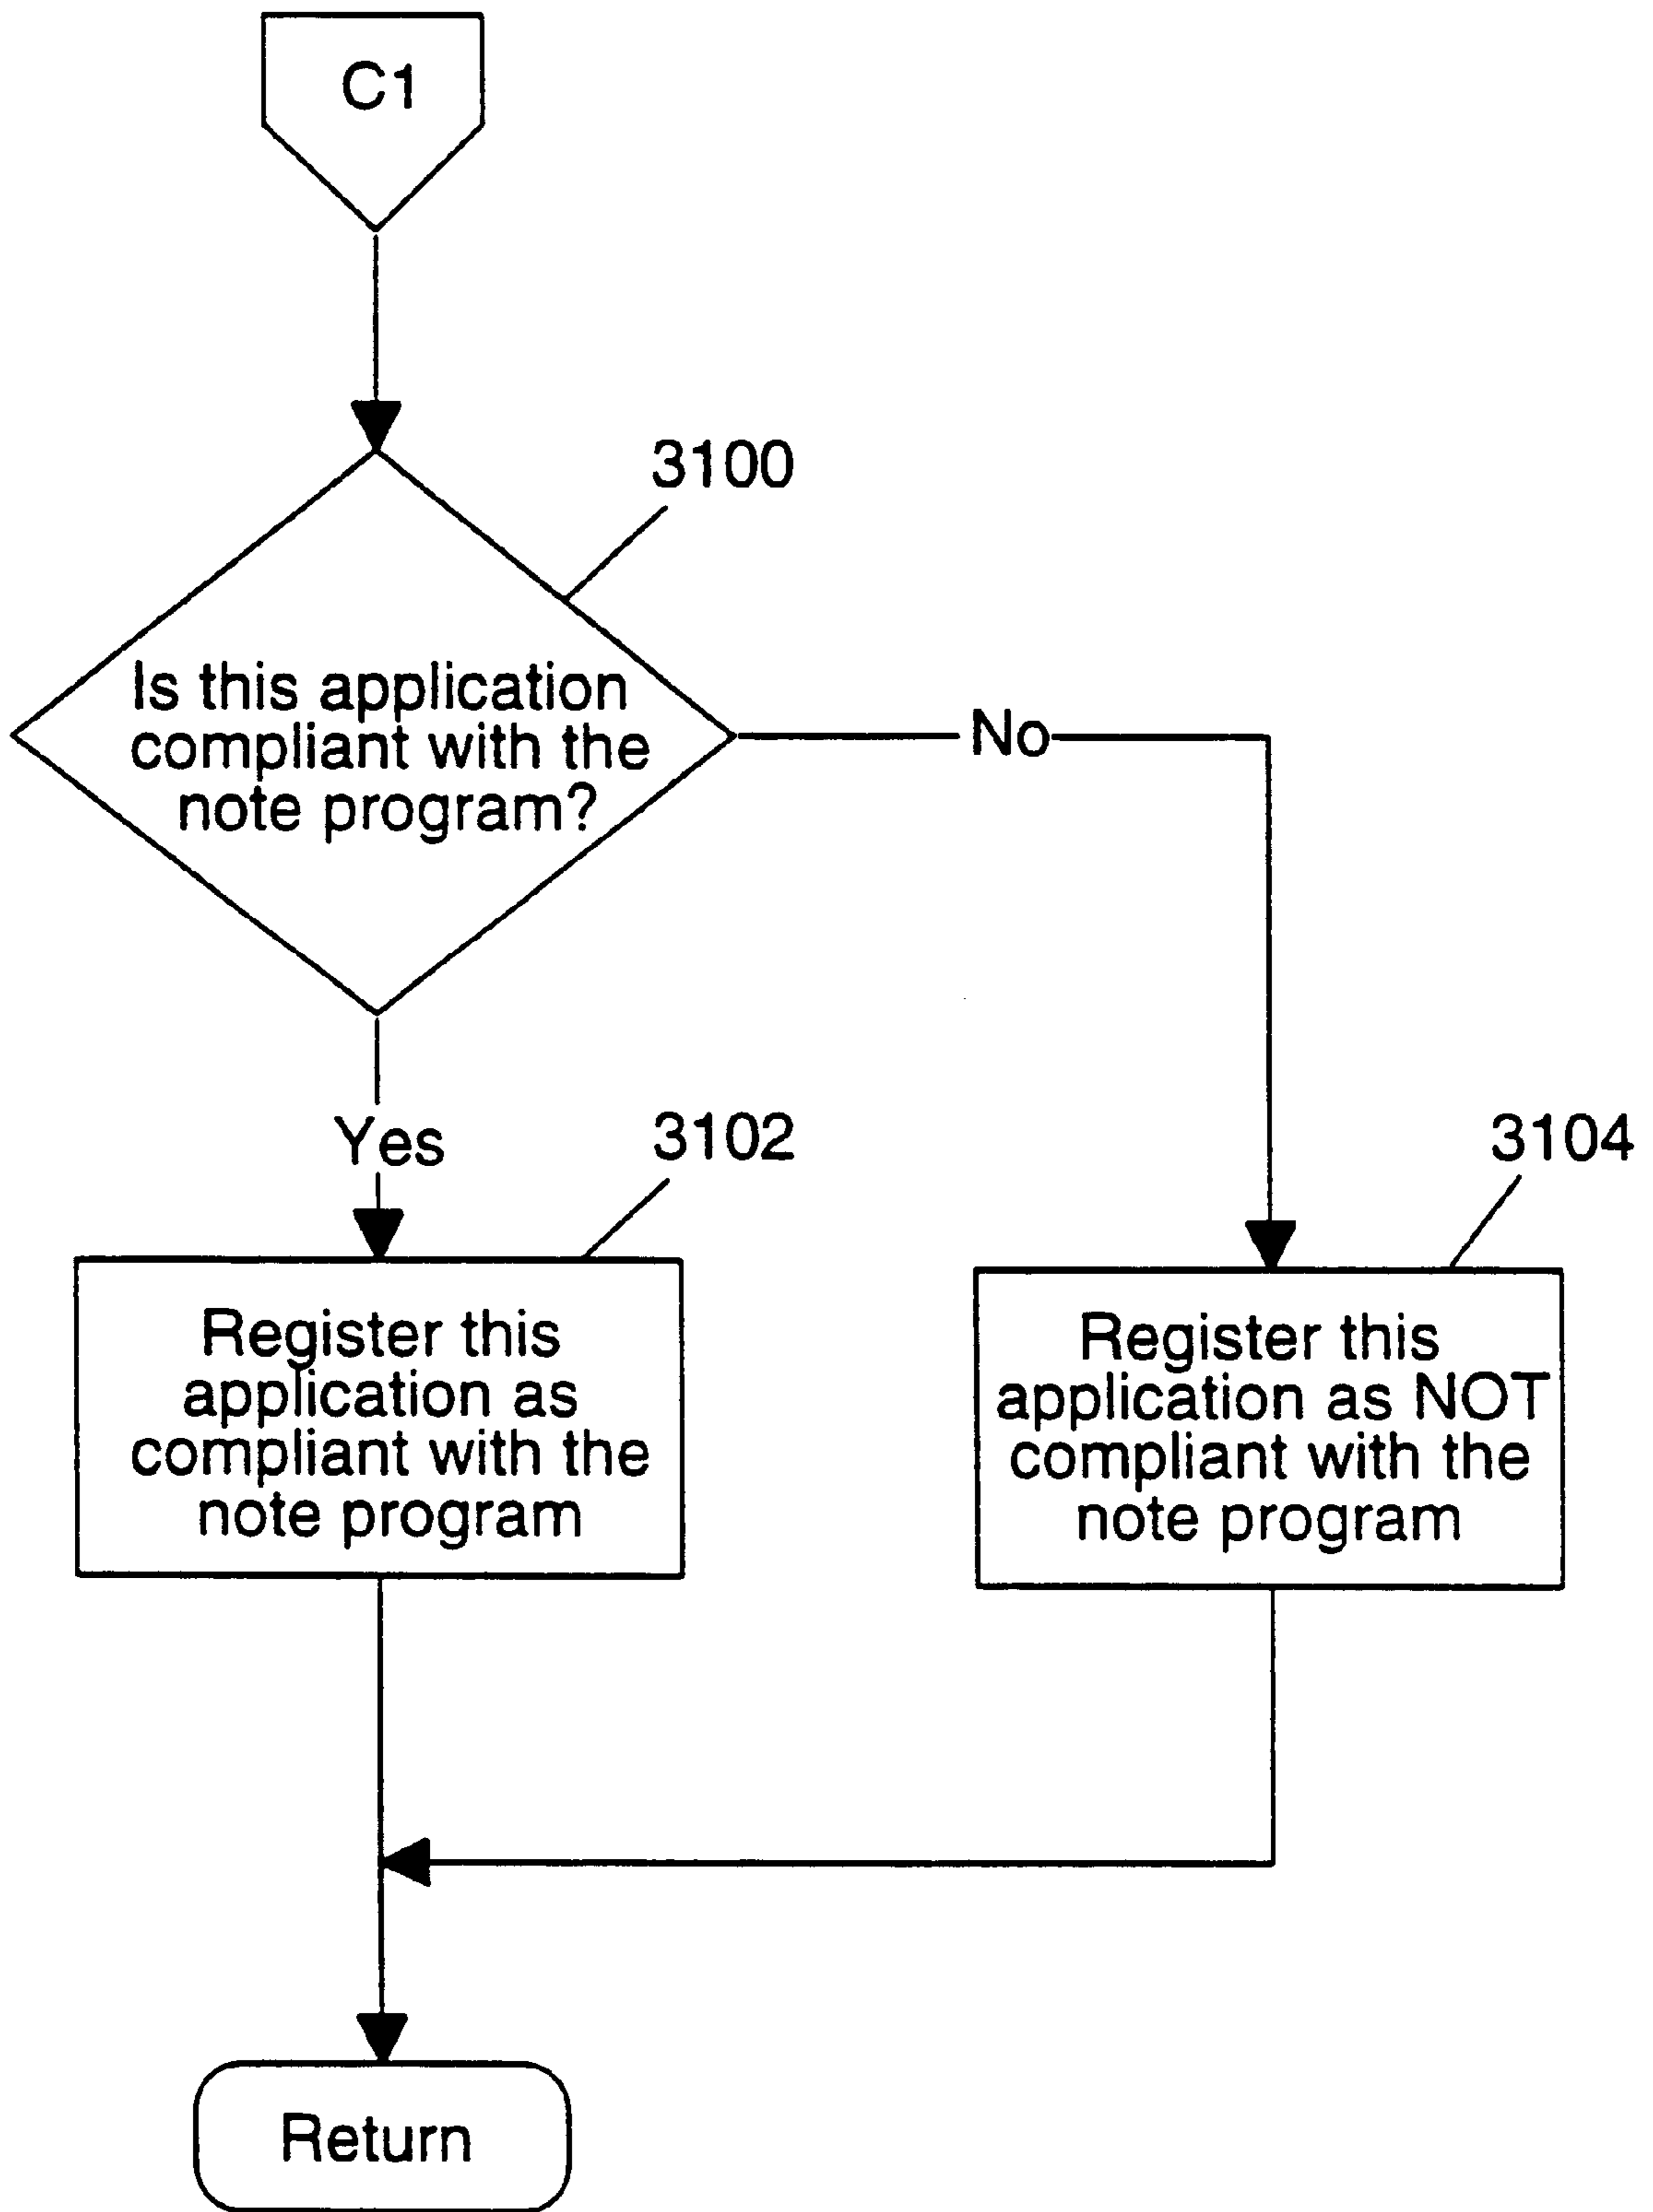 C1
3100
Is this application
compliant with the
note program?
No
Yes
3102
3104
Register this
application as
compliant with the
note program
Register this
application as NOT
compliant with the
note program
Return